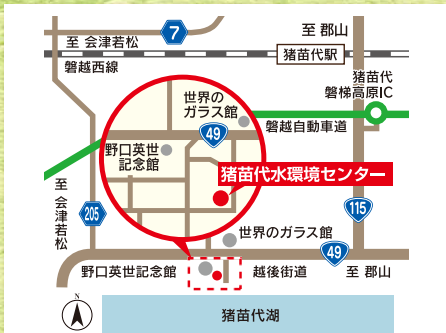 至 会津若松
7
至 郡山
猪苗代駅
磐越西線
猪苗代
磐梯高原IC
世界の
ガラス館
49
磐越自動車道
野口英世
記念館
猪苗代水環境センター
至 会津若松
205
115
世界のガラス館
49
野口英世記念館
越後街道
至 郡山
N
猪苗代湖